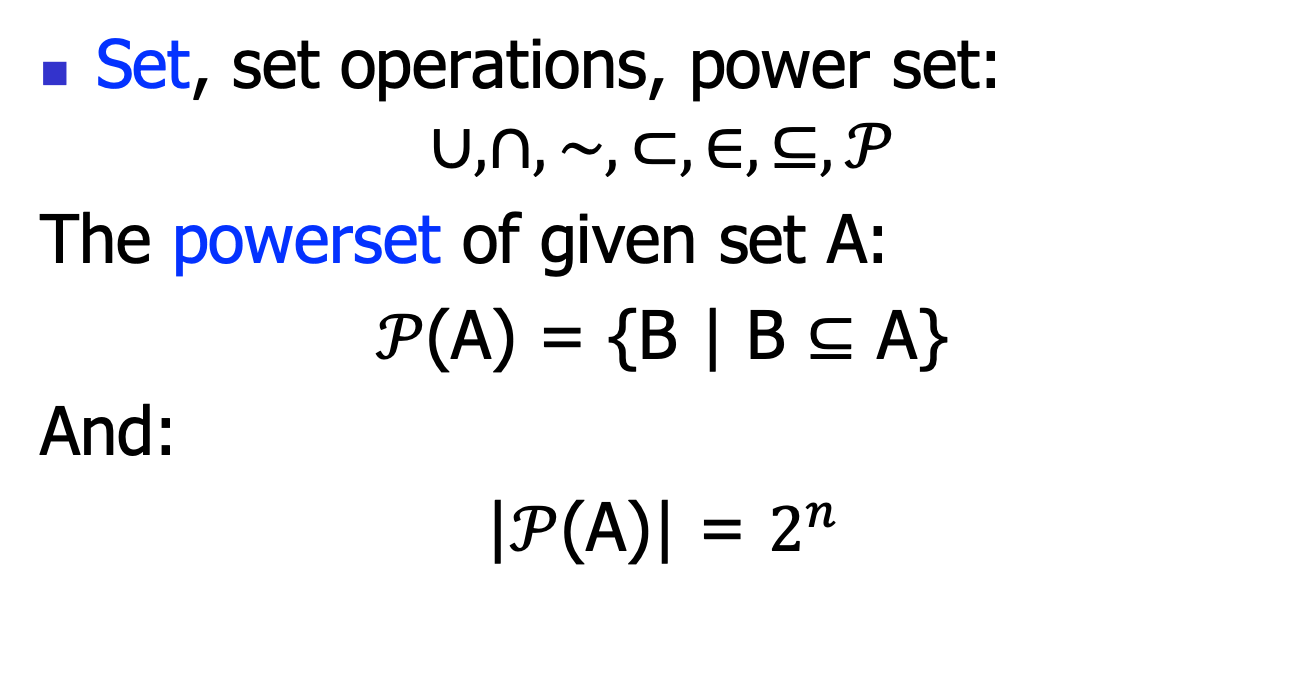 ▪ Set, set operations, power set:
∪,∩, ~, ⊂, ∈, ⊆, 𝒫
The powerset of given set A:
𝒫(A) = {B | B ⊆ A}
And:
|𝒫(A)| = 2ⁿ